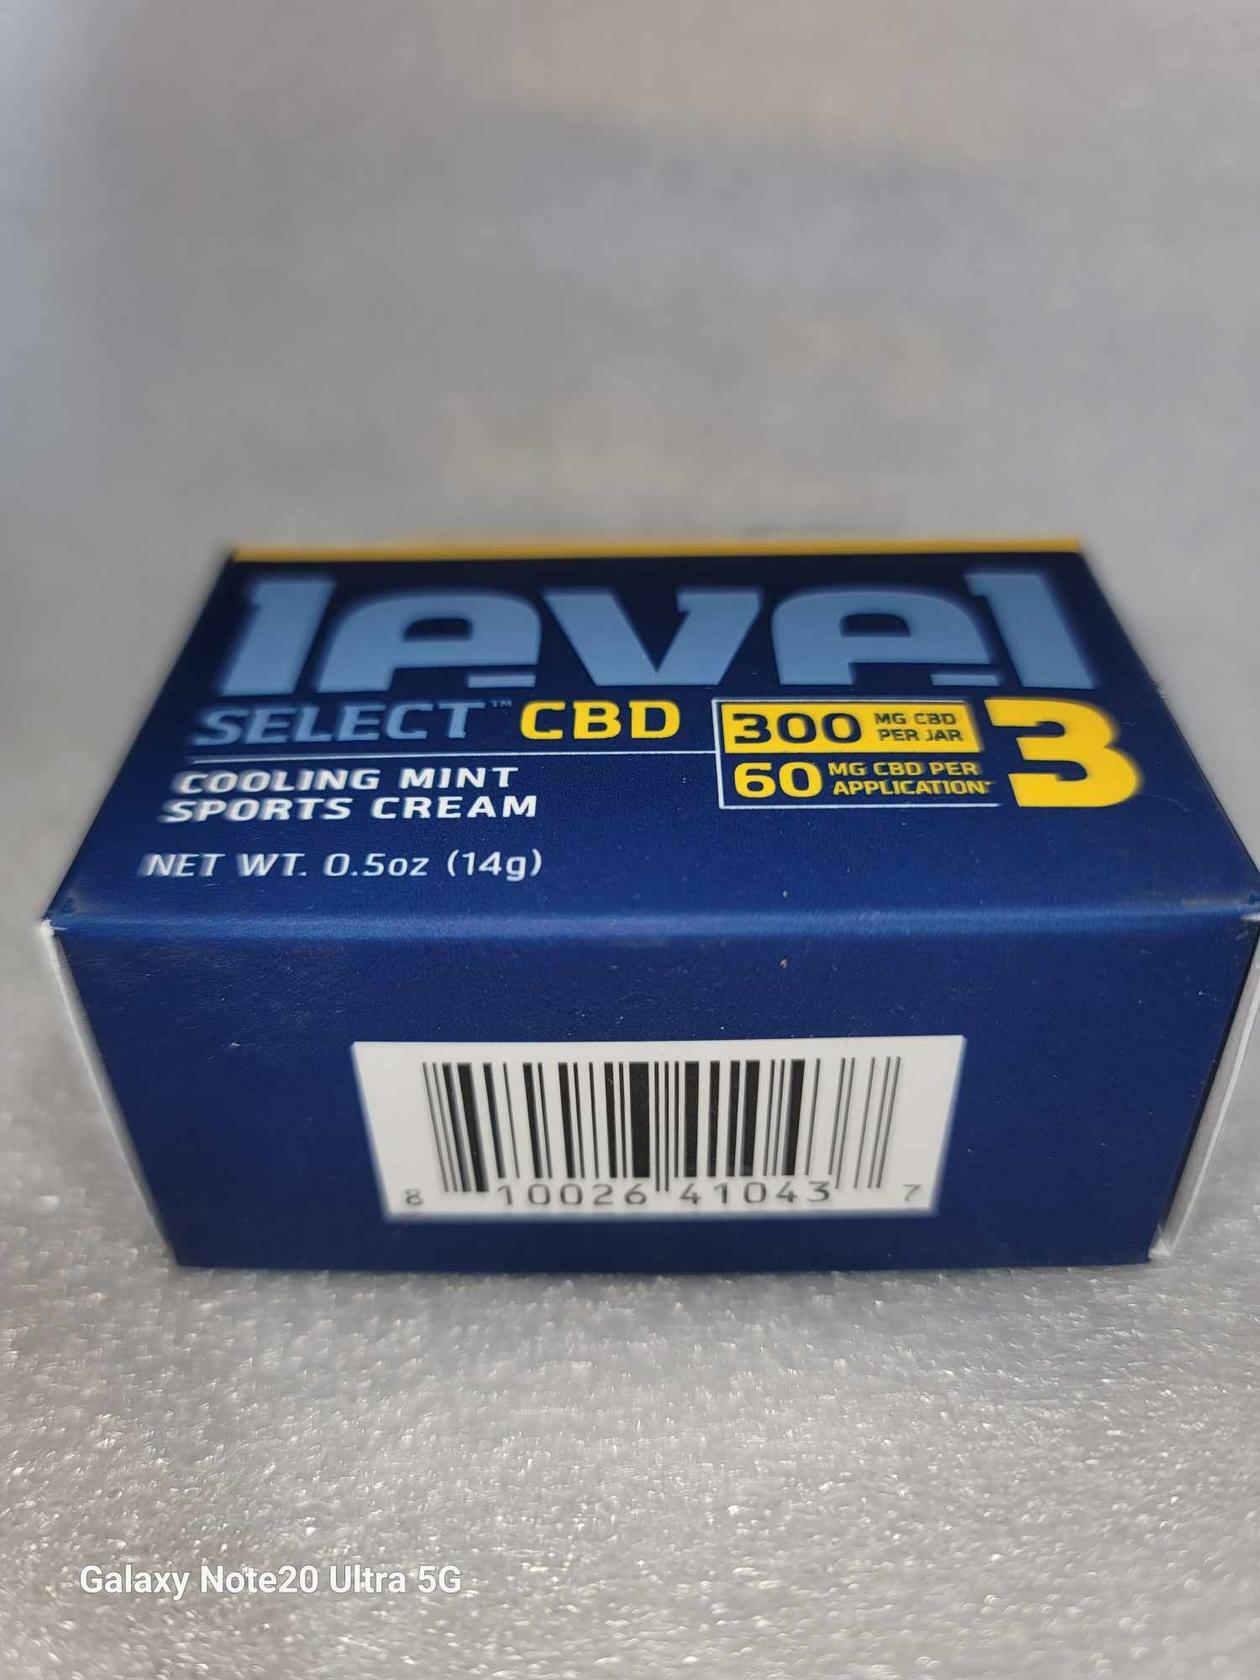 level
SELECT™ CBD
COOLING MINT
SPORTS CREAM
NET WT. 0.5oz (14g)
300 MG CBD
PER JAR
60 MG CBD PER
APPLICATION*
3
8 10026 41043 7
Galaxy Note20 Ultra 5G